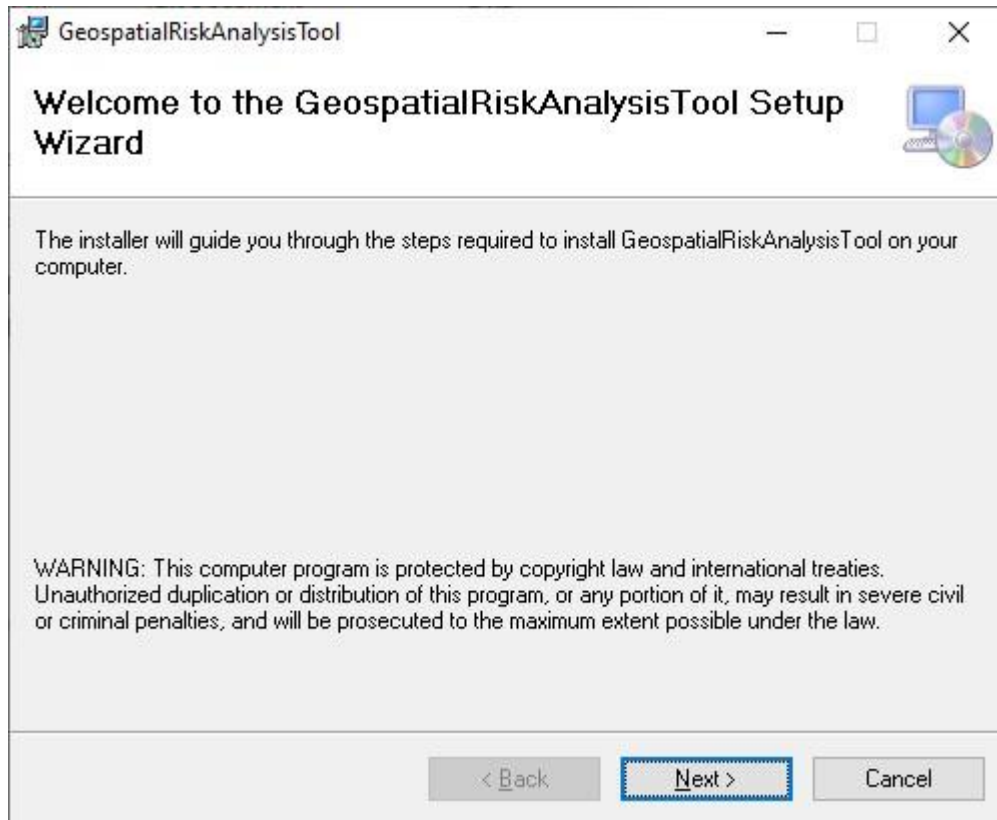 GeospatialRiskAnalysisTool
Welcome to the GeospatialRiskAnalysisTool Setup
Wizard
The installer will guide you through the steps required to install GeospatialRiskAnalysisTool on your
computer.
WARNING: This computer program is protected by copyright law and international treaties.
Unauthorized duplication or distribution of this program, or any portion of it, may result in severe civil
or criminal penalties, and will be prosecuted to the maximum extent possible under the law.
< Back Next > Cancel